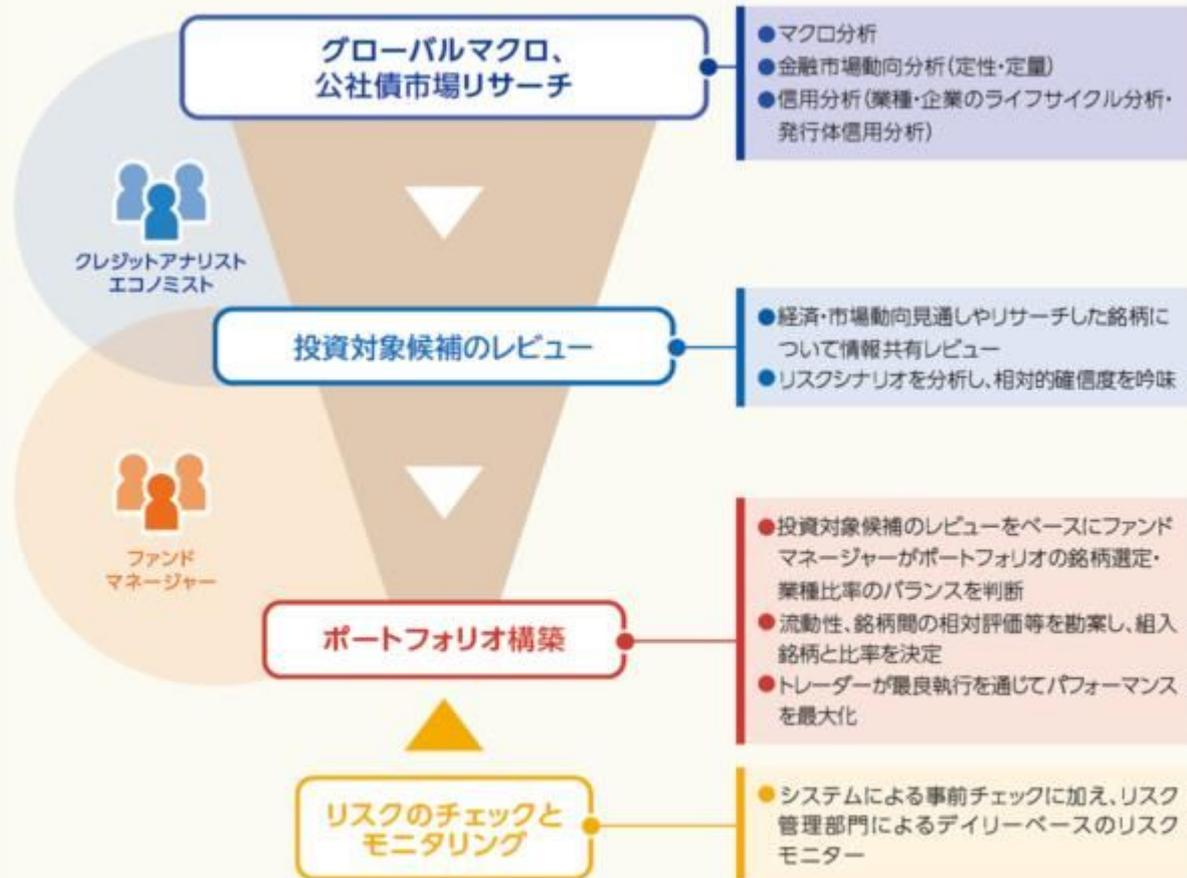 グローバルマクロ、
公社債市場リサーチ
●マクロ分析
●金融市場動向分析(定性・定量)
●信用分析(業種・企業のライフサイクル分析・
発行体信用分析)
クレジットアナリスト
エコノミスト
投資対象候補のレビュー
●経済・市場動向見通しやリサーチした銘柄に
ついて情報共有レビュー
●リスクシナリオを分析し、相対的確信度を吟味
ファンド
マネージャー
ポートフォリオ構築
●投資対象候補のレビューをベースにファンド
マネージャーがポートフォリオの銘柄選定・
業種比率のバランスを判断
●流動性、銘柄間の相対評価等を勘案し、組入
銘柄と比率を決定
●トレーダーが最良執行を通じてパフォーマンス
を最大化
リスクのチェックと
モニタリング
●システムによる事前チェックに加え、リスク
管理部門によるデイリーベースのリスク
モニター